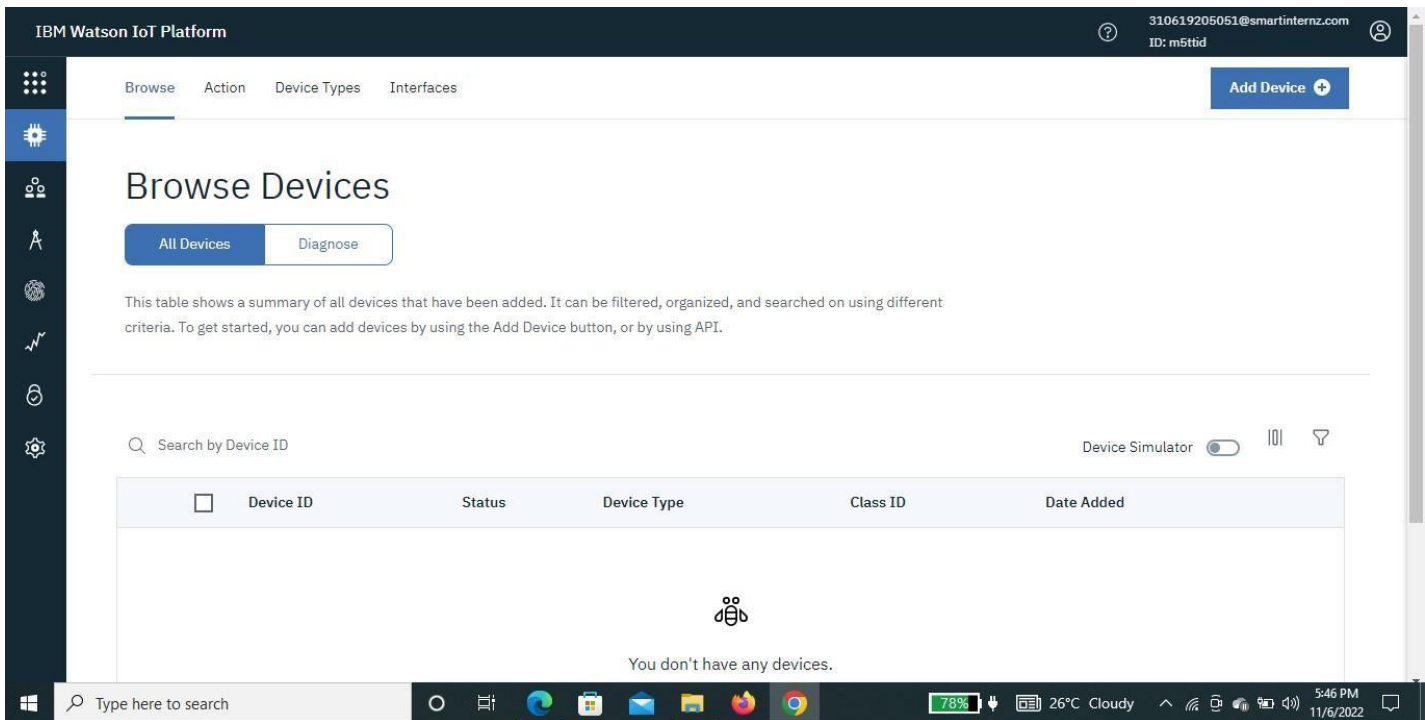 IBM Watson IoT Platform
310619205051@smartinternz.com
ID: m5ttid
Browse Action Device Types Interfaces
Add Device
Browse Devices
All Devices Diagnose
This table shows a summary of all devices that have been added. It can be filtered, organized, and searched on using different
criteria. To get started, you can add devices by using the Add Device button, or by using API.
Search by Device ID
Device Simulator
Device ID Status Device Type Class ID Date Added
You don't have any devices.
Type here to search
78%
26°C Cloudy
5:46 PM
11/6/2022